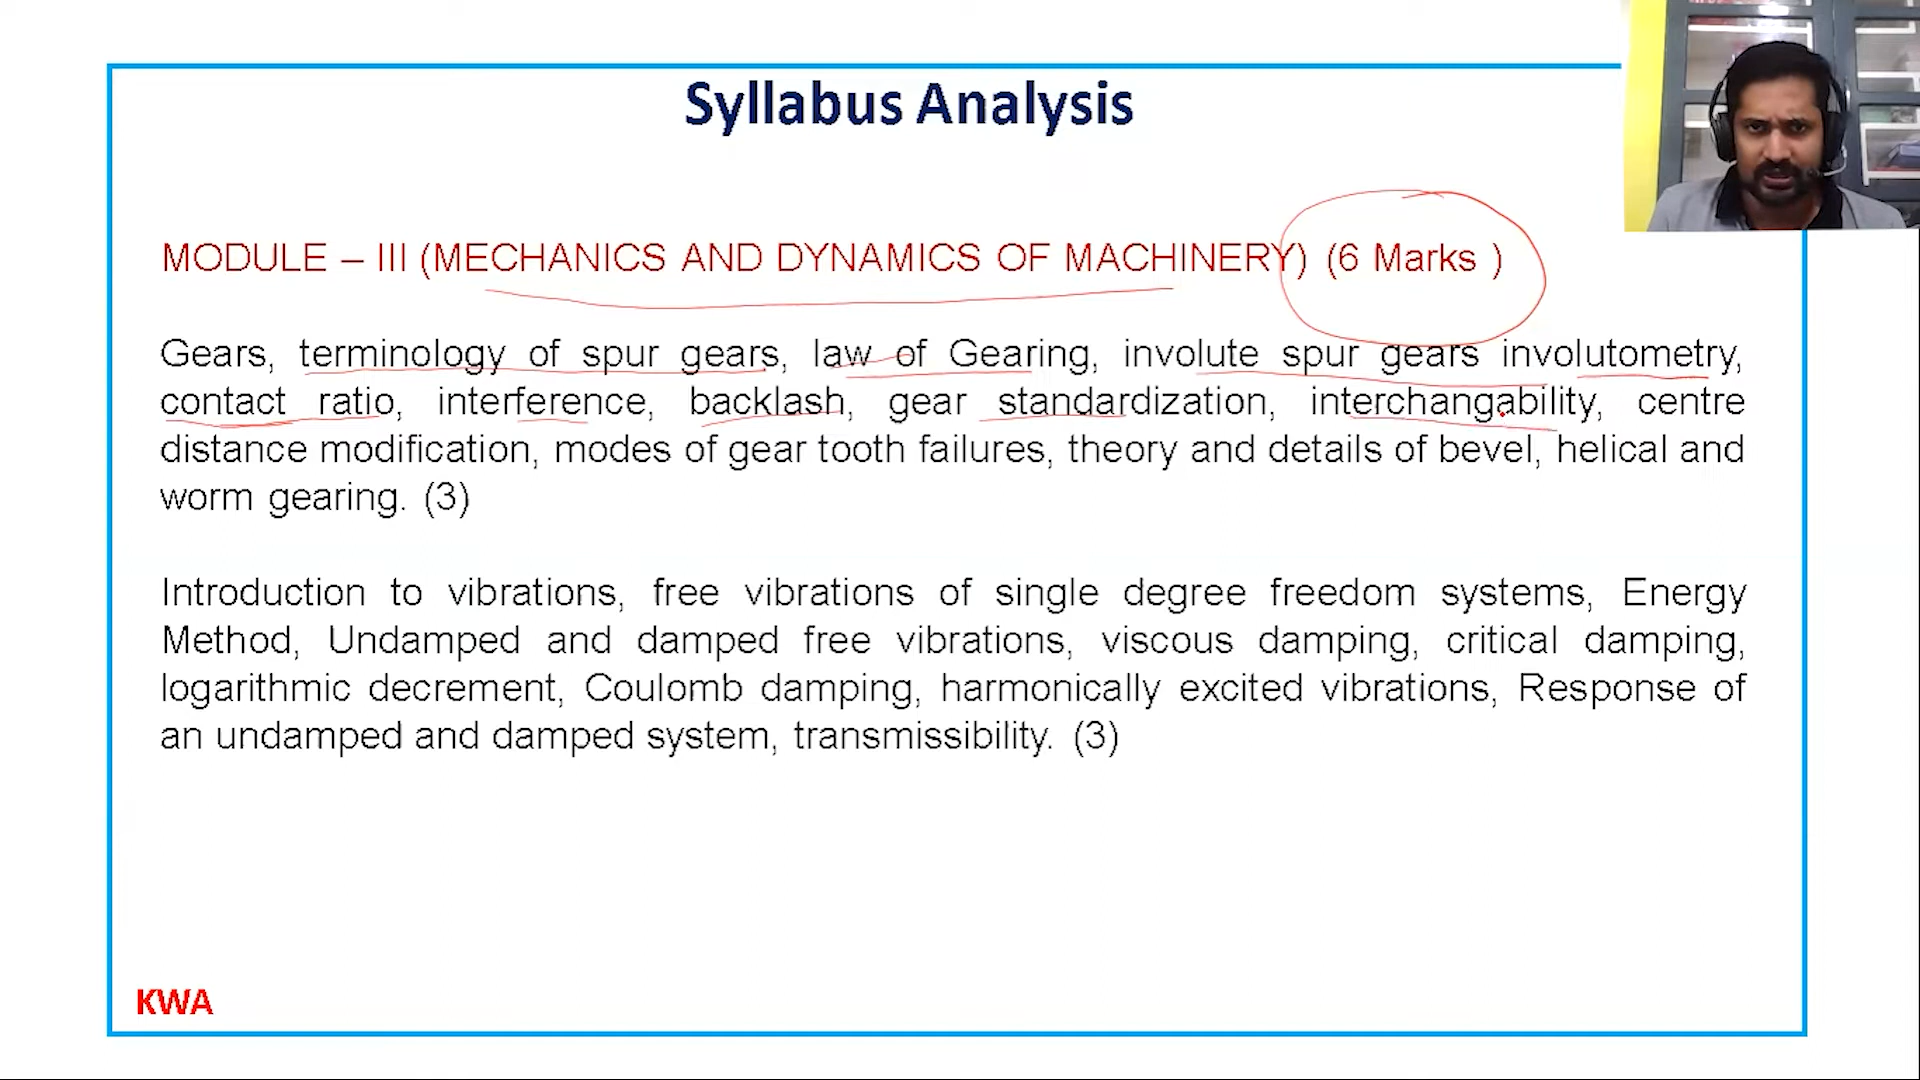 Syllabus Analysis
MODULE – III (MECHANICS AND DYNAMICS OF MACHINERY) (6 Marks )
Gears, terminology of spur gears, law of Gearing, involute spur gears involutometry,
contact ratio, interference, backlash, gear standardization, interchangability, centre
distance modification, modes of gear tooth failures, theory and details of bevel, helical and
worm gearing. (3)
Introduction to vibrations, free vibrations of single degree freedom systems, Energy
Method, Undamped and damped free vibrations, viscous damping, critical damping,
logarithmic decrement, Coulomb damping, harmonically excited vibrations, Response of
an undamped and damped system, transmissibility. (3)
KWA